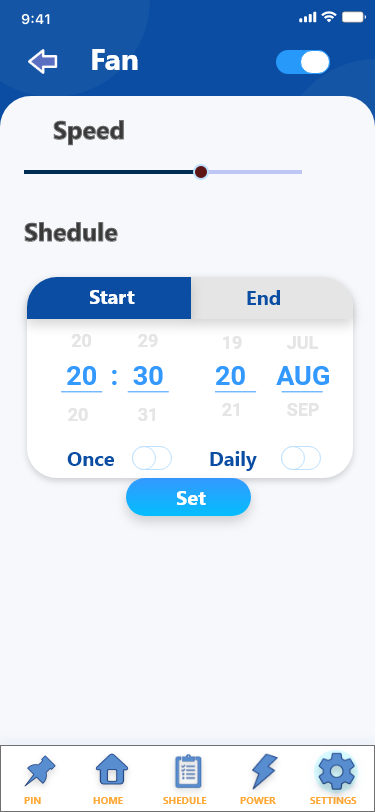 9:41
Fan
Speed
Shedule
Start End
20 29 19 JUL
20 : 30 20 AUG
20 31 21 SEP
Once Daily
Set
PIN HOME SHEDULE POWER SETTINGS